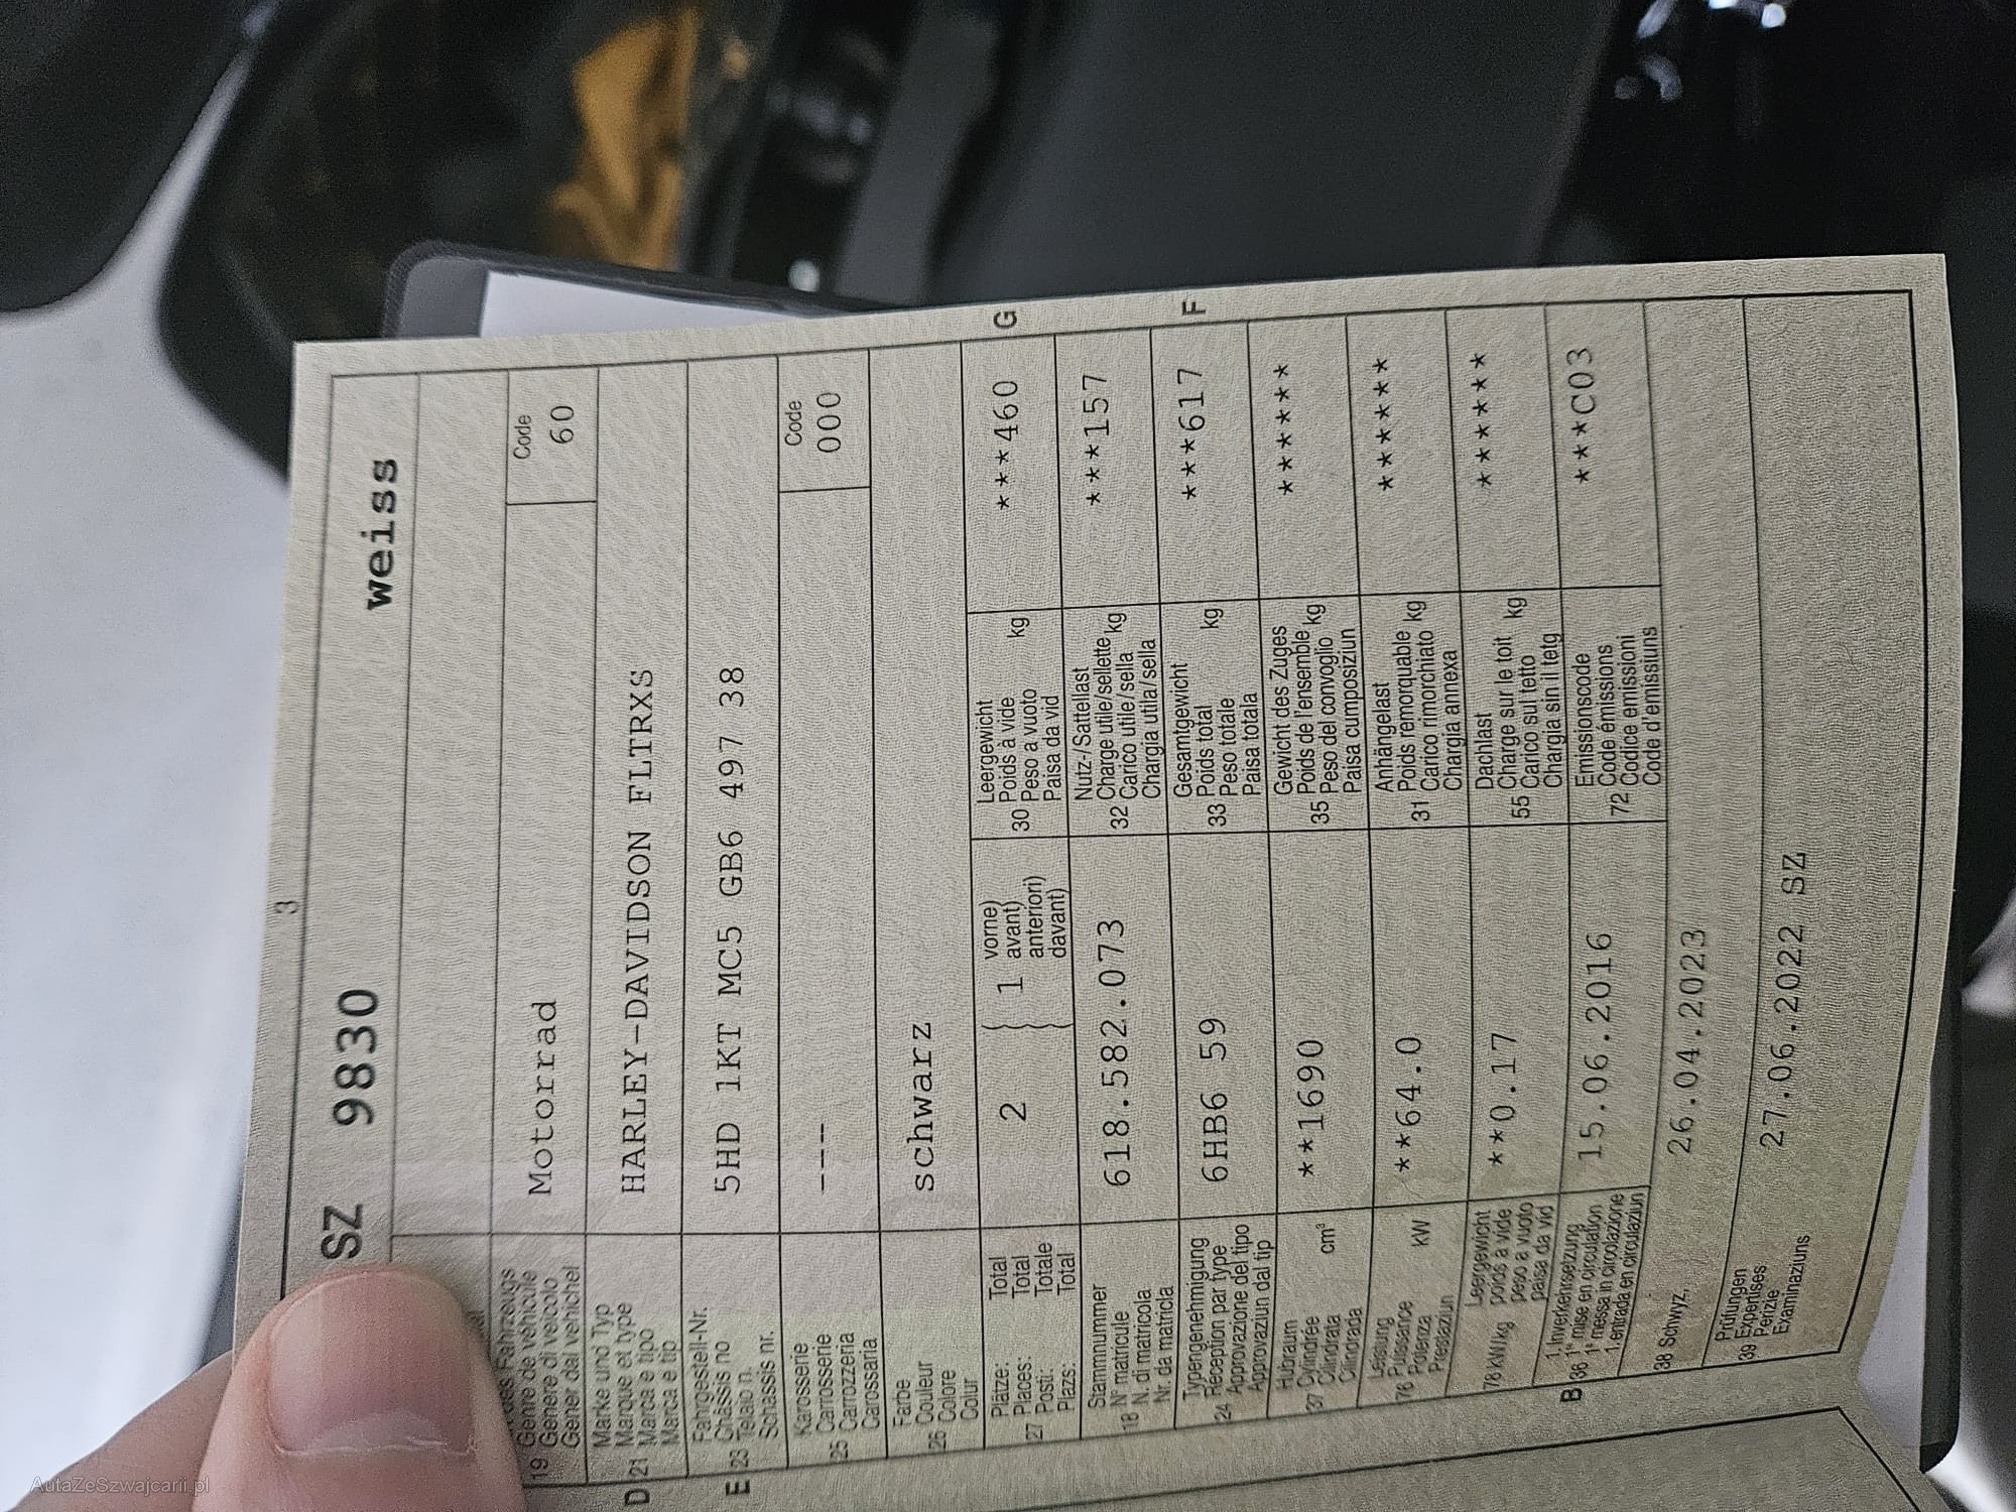 3
SZ 9830 weiss
des Fahrzeugs
19 Genre de véhicule
Genere di veicolo
Gener dal vehichel
Motorrad
Code
60
Marke und Typ
D 21 Marque et type
Marca e tipo
Marca e tip
HARLEY-DAVIDSON FLTRXS
Fahrgestell-Nr.
E 23 Châssis no
Telaio n.
Schassis nr.
5HD 1KT MC5 GB6 497 38
Karosserie
Carrosserie
25 Carrozzeria
Carossaria
---
Code
000
Farbe
26 Couleur
Colore
Colur
schwarz
Plätze: Total
27 Places: Total
Posti: Totale
Plazs: Total
2 { 1 vorne)
avant)
anteriori)
davant)
Leergewicht
30 Poids à vide kg
Peso a vuoto
Paisa da vid
***460 G
Stammnummer
18 N° matricule
N. di matricola
Nr. da matricla
618.582.073
Nutz-/Sattellast
32 Charge utile/sellette kg
Carico utile/sella
Chargia utila/sella
***157
Typengenehmigung
24 Réception par type
Approvazione del tipo
Approvaziun dal tip
6HB6 59
Gesamtgewicht
33 Poids total kg
Peso totale
Paisa totala
***617 F
Hubraum
37 Cylindrée cm³
Cilindrata
Cilindrada
**1690
Gewicht des Zuges
35 Poids de l'ensemble kg
Peso del convoglio
Paisa cumposiziun
*******
Leistung
76 Puissance kW
Potenza
Prestaziun
**64.0
Anhängelast
31 Poids remorquable kg
Carico rimorchiato
Chargia annexa
*******
78 kW/kg Leergewicht
poids à vide
peso a vuoto
paisa da vid
**0.17
Dachlast
55 Charge sur le toit kg
Carico sul tetto
Chargia sin il tetg
*******
1. Inverkehrsetzung
B 36 1e mise en circulation
1a messa in circolazione
1. entrada en circulaziun
15.06.2016
Emissionscode
72 Code émissions
Codice emissioni
Code d'emissiuns
***C03
38 Schwyz, 26.04.2023
Prüfungen
39 Expertises
Perizie
Examinaziuns
27.06.2022 SZ
AutaZeSzwajcarii.pl